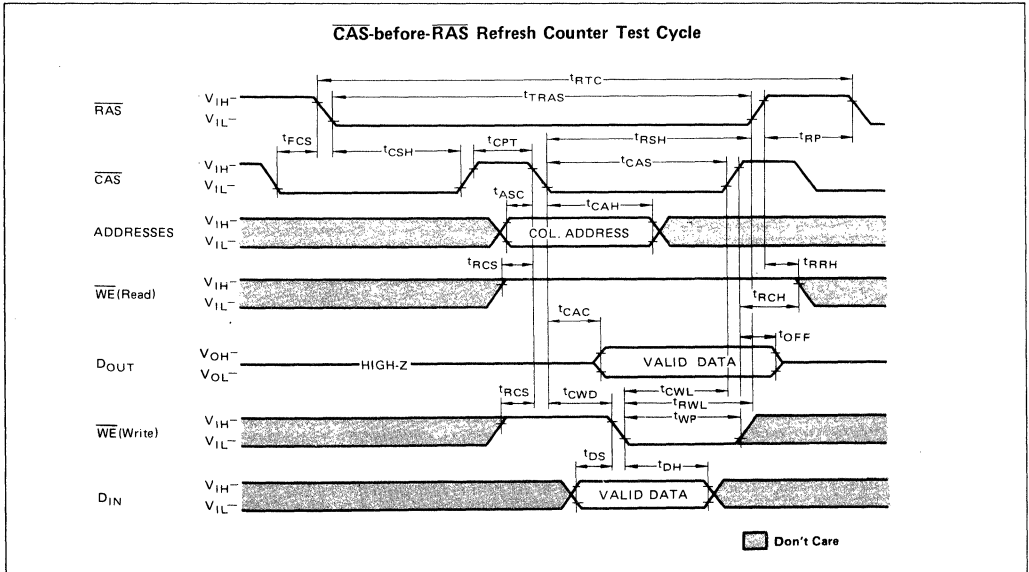 CAS-before-RAS Refresh Counter Test Cycle
tRTC
tTRAS
RAS
VIH
VIL
tFCS
tCSH
tCPT
tRSH
tRP
CAS
VIH
VIL
tCAS
tASC
tCAH
ADDRESSES
VIH
VIL
COL. ADDRESS
tRCS
tRRH
WE(Read)
VIH
VIL
tRCH
tCAC
tOFF
DOUT
VOH
VOL
HIGH-Z
VALID DATA
tRCS
tCWD
tCWL
tRWL
tWP
WE(Write)
VIH
VIL
tDS
tDH
DIN
VIH
VIL
VALID DATA
Don't Care